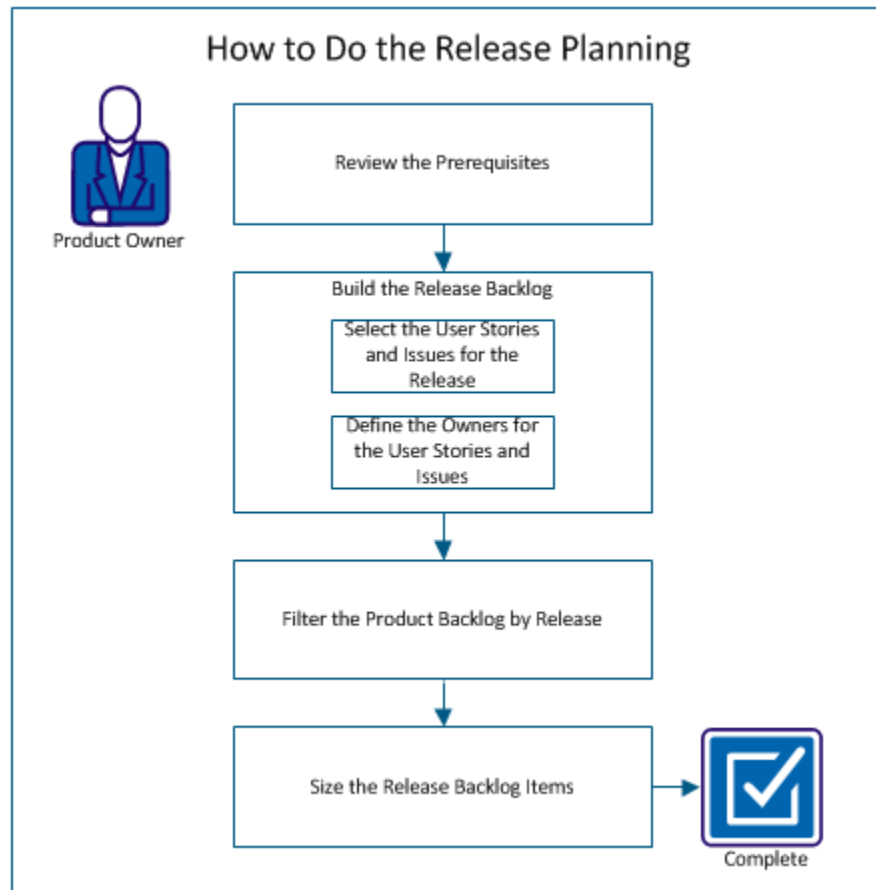 How to Do the Release Planning
Product Owner
Review the Prerequisites
Build the Release Backlog
Select the User Stories
and Issues for the
Release
Define the Owners for
the User Stories and
Issues
Filter the Product Backlog by Release
Size the Release Backlog Items
Complete